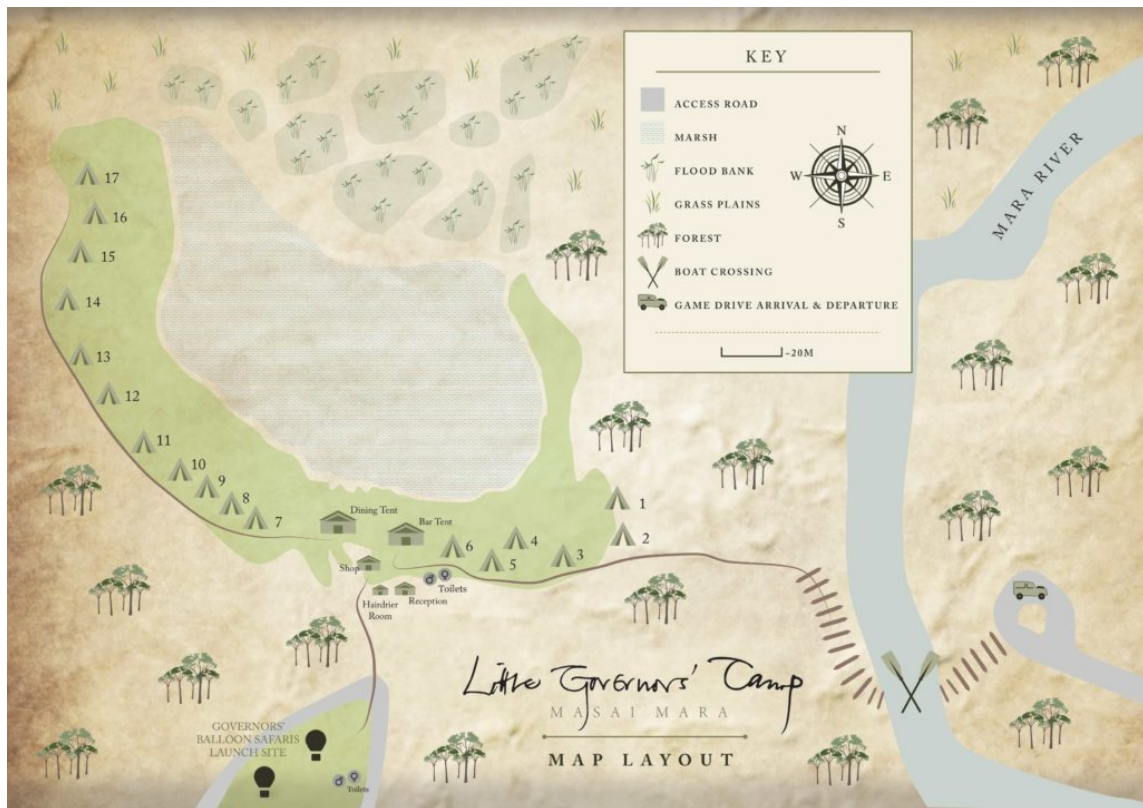 KEY
ACCESS ROAD
MARSH
FLOOD BANK
GRASS PLAINS
FOREST
BOAT CROSSING
GAME DRIVE ARRIVAL & DEPARTURE
~20M
N
W E
S
MARA RIVER
17
16
15
14
13
12
11
10
9
8
7
Dining Tent
Bar Tent
6
5
4
3
2
1
Shop
Toilets
Hairdrier
Room
Reception
Little Governors' Camp
MASAI MARA
MAP LAYOUT
GOVERNORS'
BALLOON SAFARIS
LAUNCH SITE
Toilets